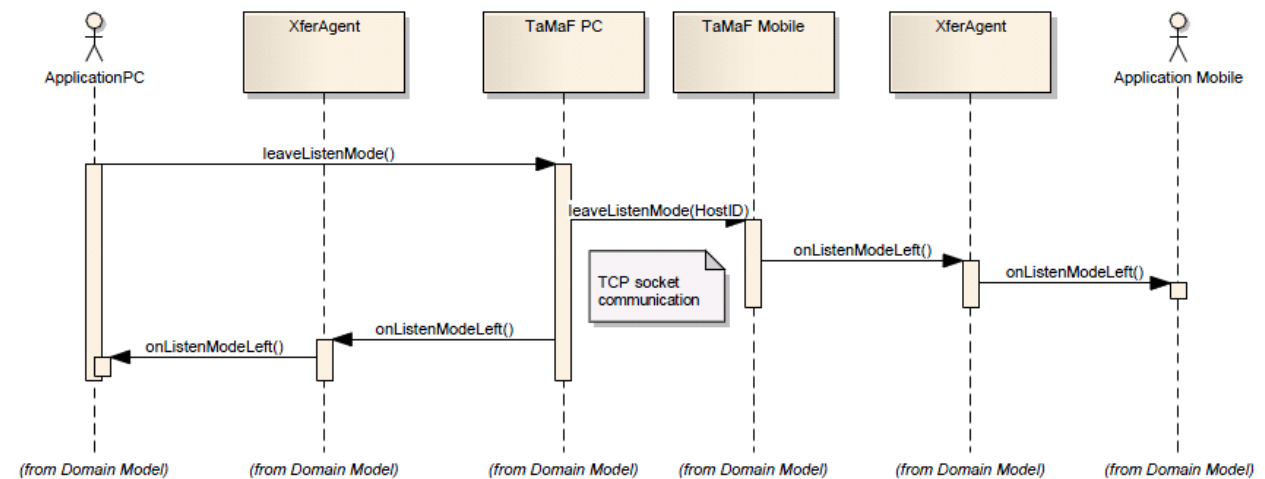 XferAgent
TaMaF PC
TaMaF Mobile
XferAgent
ApplicationPC
Application Mobile
leaveListenMode()
leaveListenMode(HostID)
onListenModeLeft()
onListenModeLeft()
TCP socket
communication
onListenModeLeft()
onListenModeLeft()
(from Domain Model)
(from Domain Model)
(from Domain Model)
(from Domain Model)
(from Domain Model)
(from Domain Model)